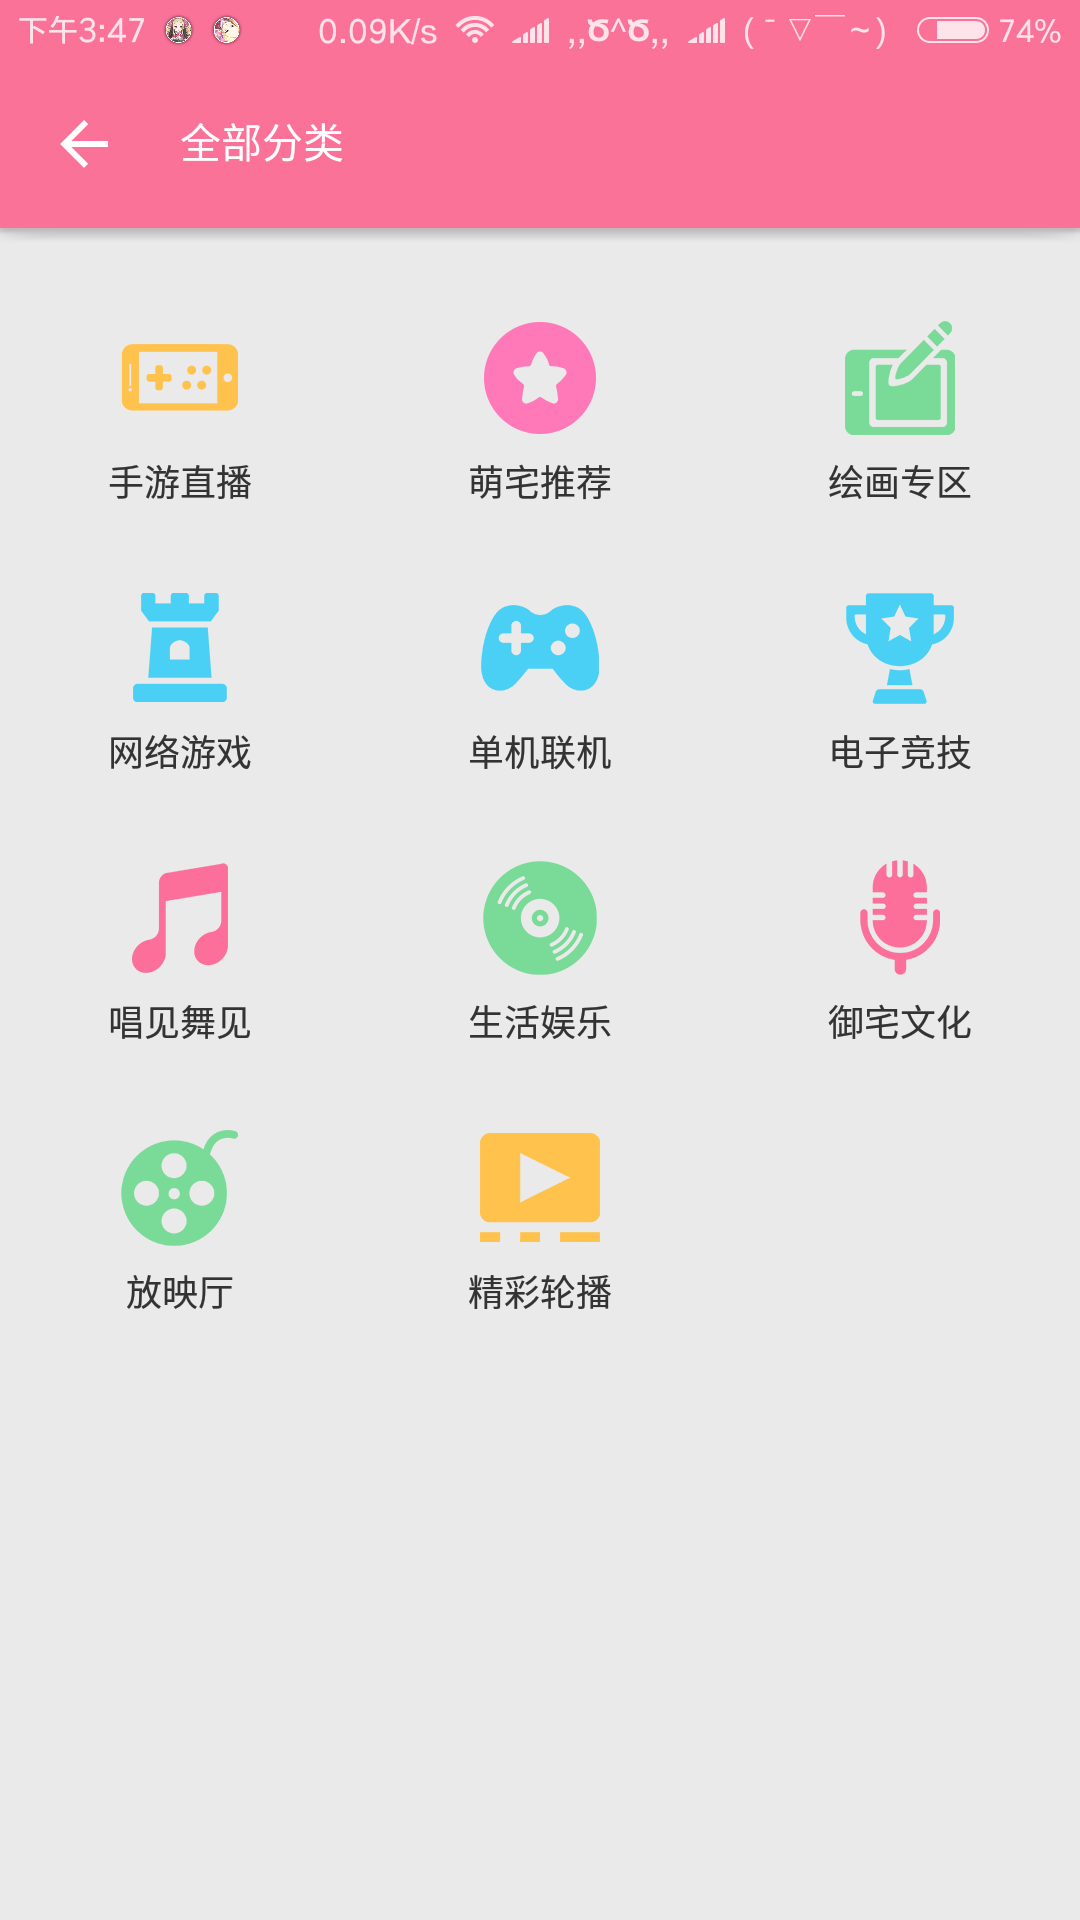 下午3:47 0.09K/s ,,Ծ^Ծ,, (￣▽￣~) 74%
全部分类
手游直播 萌宅推荐 绘画专区
网络游戏 单机联机 电子竞技
唱见舞见 生活娱乐 御宅文化
放映厅 精彩轮播